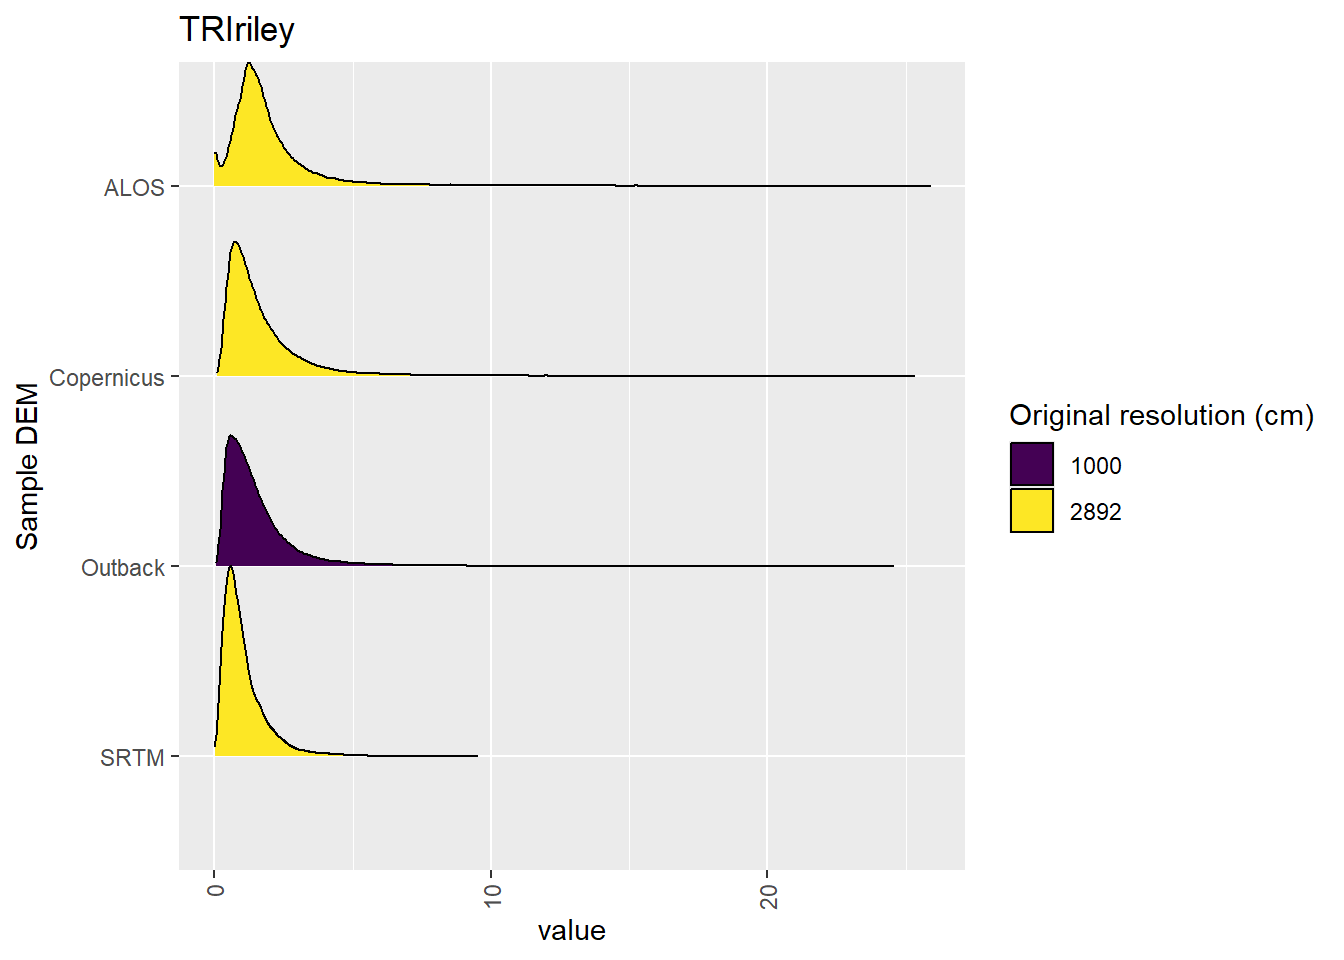 TRIriley
ALOS
Copernicus
Outback
SRTM
Sample DEM
0
10
20
value
Original resolution (cm)
1000
2892